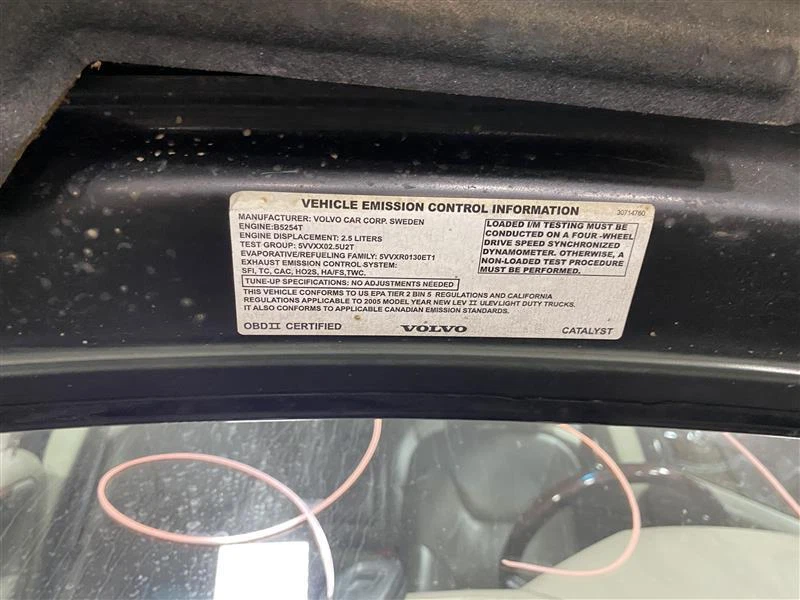 VEHICLE EMISSION CONTROL INFORMATION
30714760
MANUFACTURER: VOLVO CAR CORP. SWEDEN
ENGINE:B5254T
ENGINE DISPLACEMENT: 2.5 LITERS
TEST GROUP: 5VVXX02.5U2T
EVAPORATIVE/REFUELING FAMILY: 5VVXR0130ET1
EXHAUST EMISSION CONTROL SYSTEM:
SFI, TC, CAC, HO2S, HA/FS,TWC.
TUNE-UP SPECIFICATIONS: NO ADJUSTMENTS NEEDED
LOADED I/M TESTING MUST BE
CONDUCTED ON A FOUR -WHEEL
DRIVE SPEED SYNCHRONIZED
DYNAMOMETER. OTHERWISE, A
NON-LOADED TEST PROCEDURE
MUST BE PERFORMED.
THIS VEHICLE CONFORMS TO US EPA TIER 2 BIN 5 REGULATIONS AND CALIFORNIA
REGULATIONS APPLICABLE TO 2005 MODEL YEAR NEW LEV II ULEV LIGHT DUTY TRUCKS.
IT ALSO CONFORMS TO APPLICABLE CANADIAN EMISSION STANDARDS.
OBDII CERTIFIED
VOLVO
CATALYST